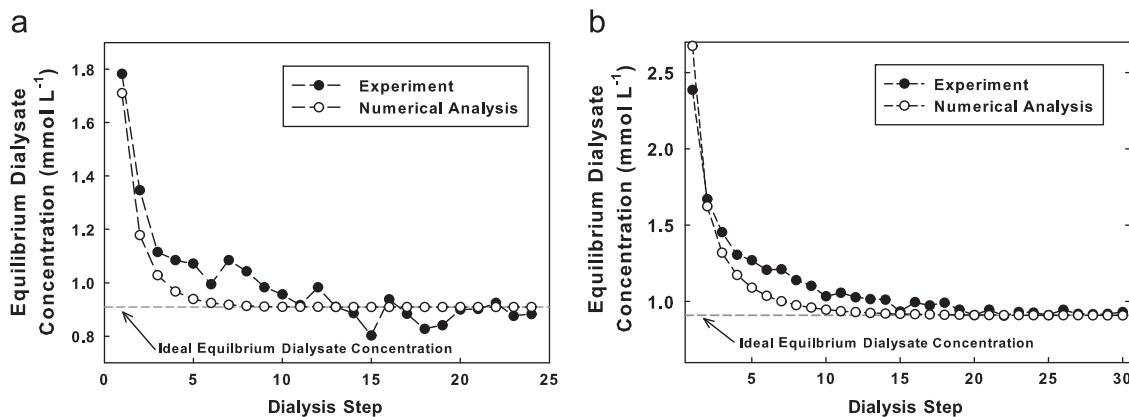 a
Equilibrium Dialysate
Concentration (mmol L⁻¹)
1.8
1.6
1.4
1.2
1.0
0.8
Experiment
Numerical Analysis
Ideal Equilbrium Dialysate Concentration
0 5 10 15 20 25
Dialysis Step
b
Equilibrium Dialysate
Concentration (mmol L⁻¹)
2.5
2.0
1.5
1.0
Experiment
Numerical Analysis
Ideal Equilbrium Dialysate Concentration
5 10 15 20 25 30
Dialysis Step